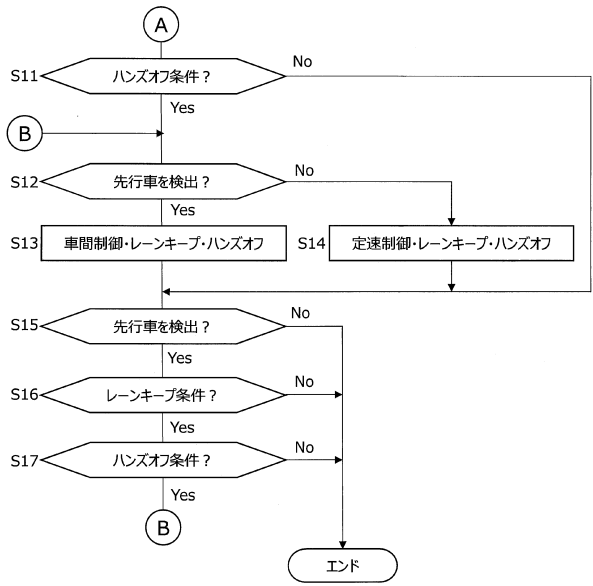 A
S11
ハンズオフ条件？
No
Yes
B
S12
先行車を検出？
No
Yes
S13
車間制御・レーンキープ・ハンズオフ
S14
定速制御・レーンキープ・ハンズオフ
S15
先行車を検出？
No
Yes
S16
レーンキープ条件？
No
Yes
S17
ハンズオフ条件？
No
Yes
B
エンド